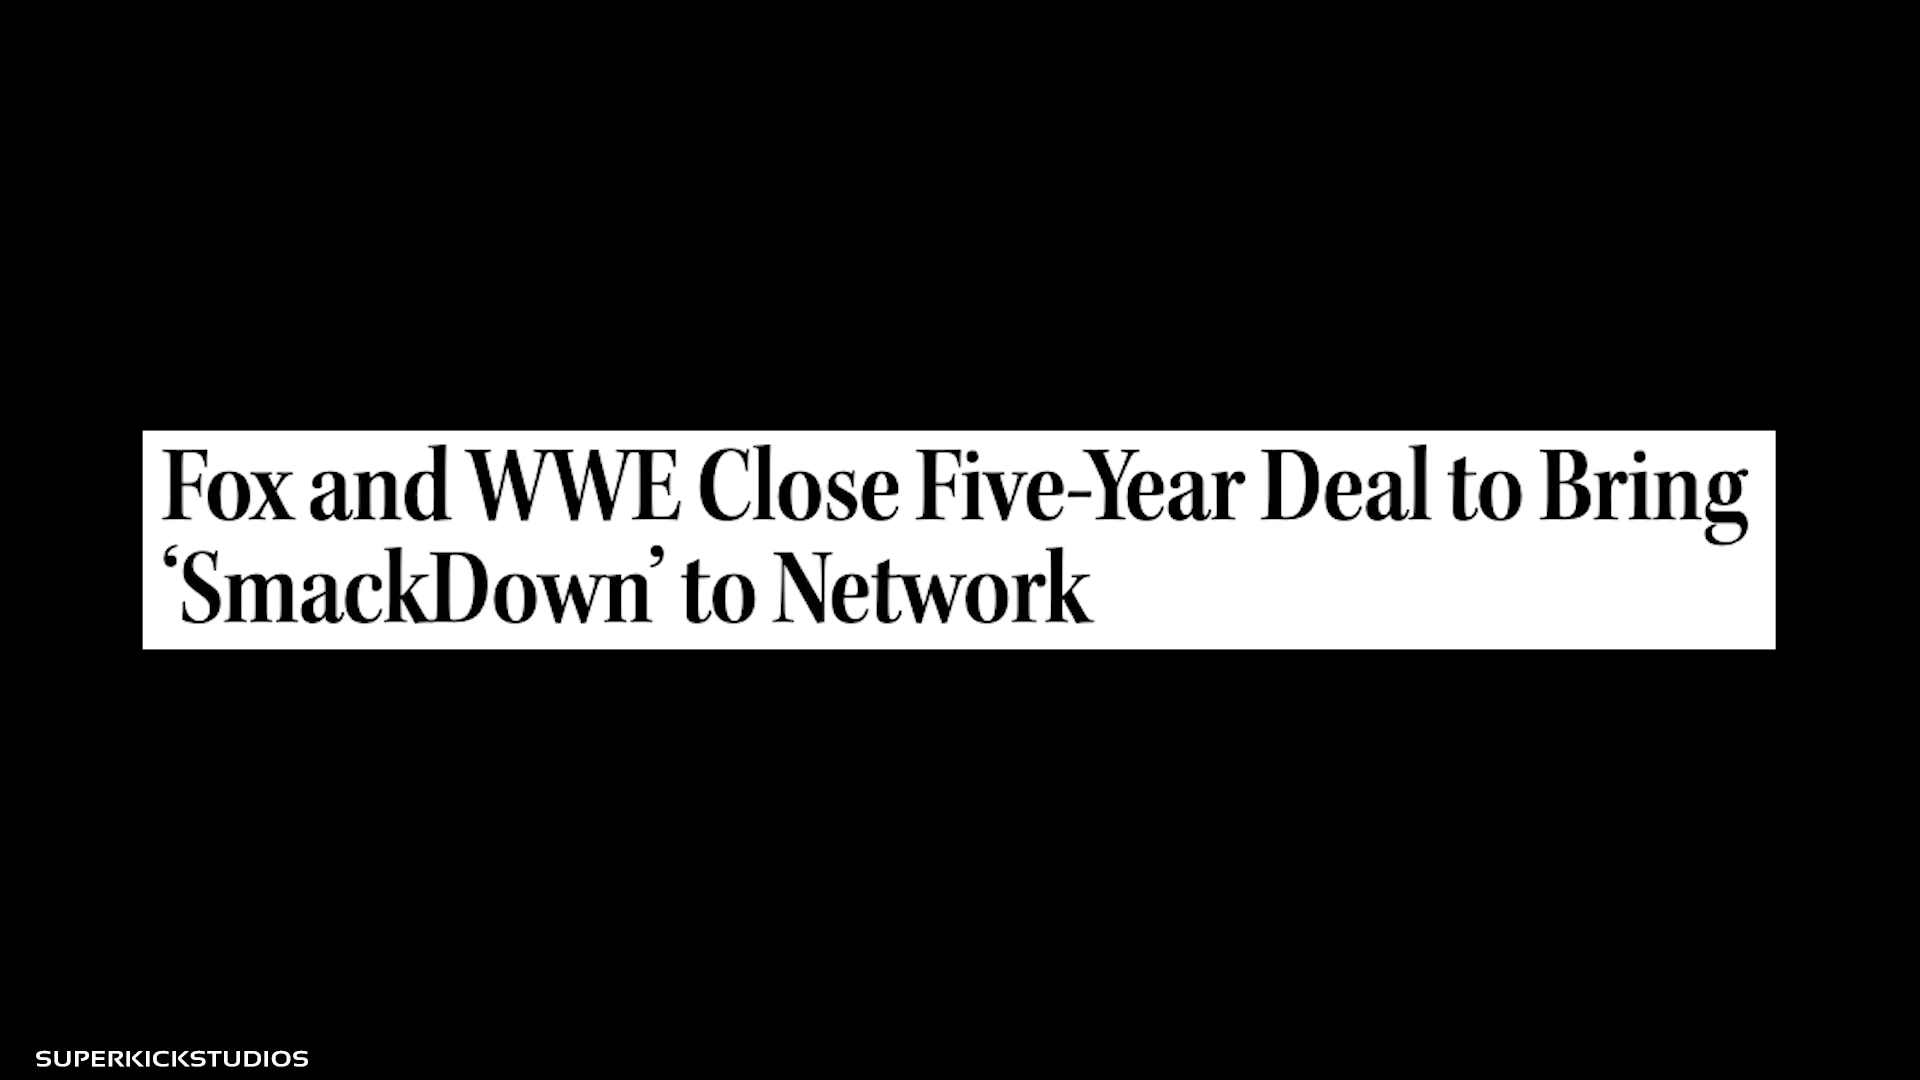 Fox and WWE Close Five-Year Deal to Bring
‘SmackDown’ to Network
SUPERKICKSTUDIOS